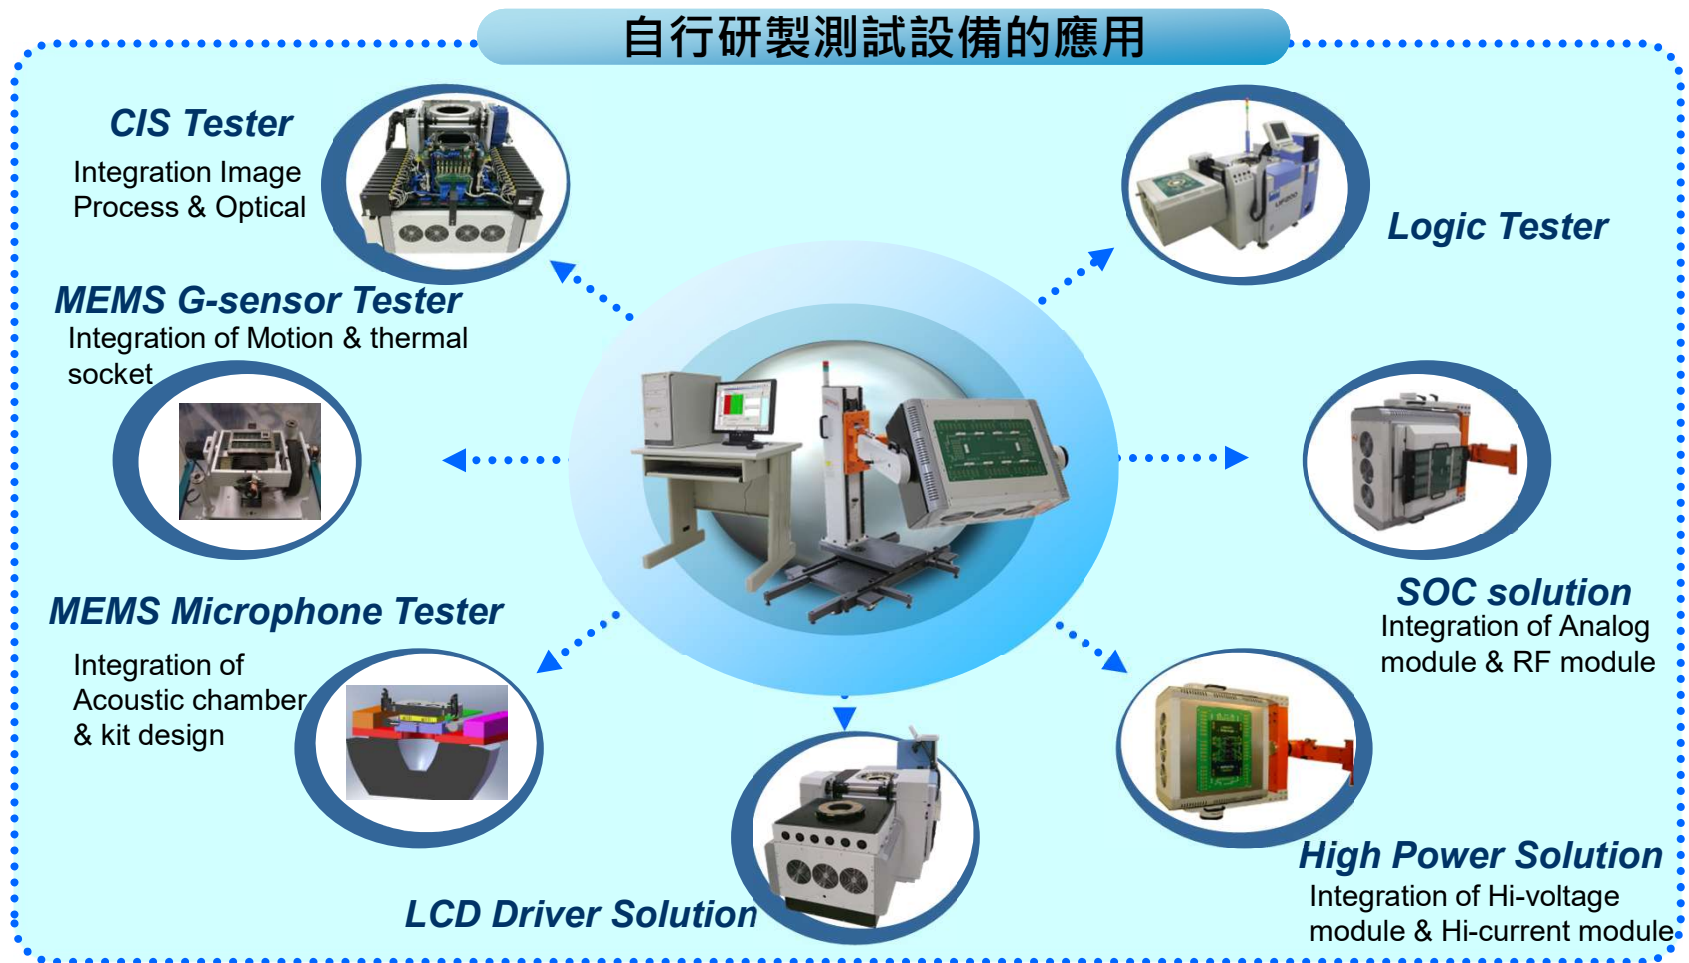 自行研製測試設備的應用
CIS Tester
Integration Image
Process & Optical
Logic Tester
MEMS G-sensor Tester
Integration of Motion & thermal
socket
SOC solution
Integration of Analog
module & RF module
MEMS Microphone Tester
Integration of
Acoustic chamber
& kit design
High Power Solution
Integration of Hi-voltage
module & Hi-current module
LCD Driver Solution